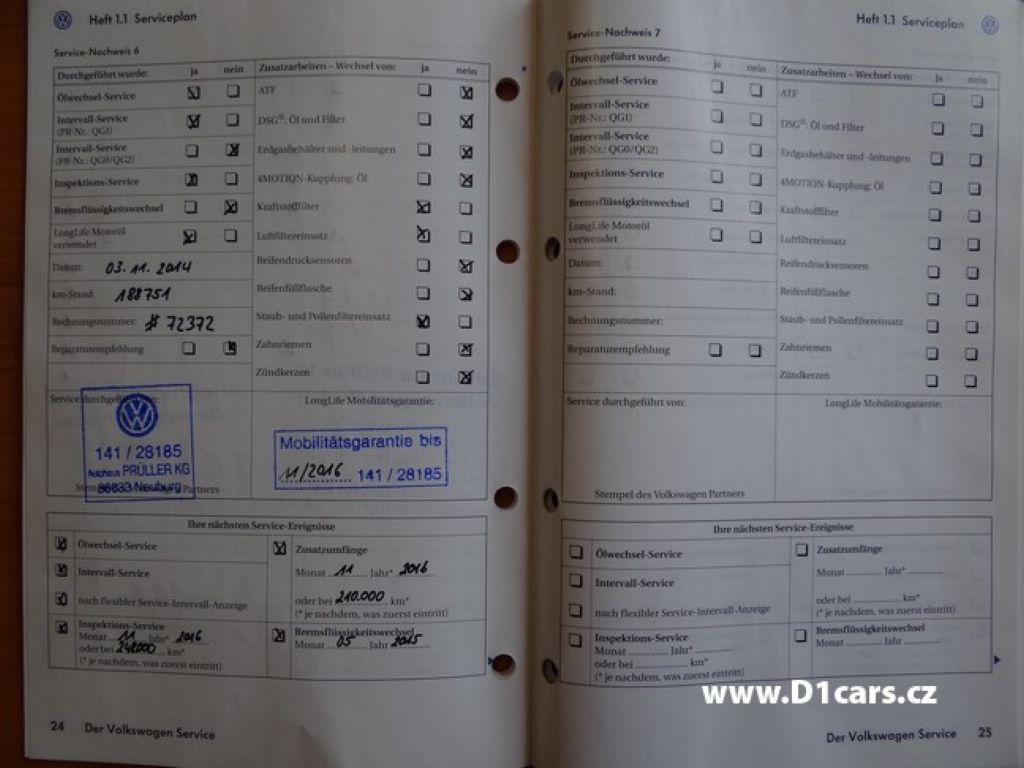 Heft 1.1 Serviceplan
Service-Nachweis 6
Durchgeführt wurde: ja nein
Ölwechsel-Service
Intervall-Service
(PR-Nr.: QG1)
Intervall-Service
(PR-Nr.: QG0/QG2)
Inspektions-Service
Bremsflüssigkeitswechsel
LongLife Motoröl
verwendet
Datum: 03.11.2014
km-Stand: 188751
Rechnungsnummer: # 72372
Reparaturempfehlung
Zusatzarbeiten – Wechsel von: ja nein
ATF
DSG®: Öl und Filter
Erdgasbehälter und -leitungen
4MOTION-Kupplung: Öl
Kraftstofffilter
Luftfiltereinsatz
Reifendrucksensoren
Reifenfüllflasche
Staub- und Pollenfiltereinsatz
Zahnriemen
Zündkerzen
Service durchgeführt von:
141 / 28185
Autohaus PRÜLLER KG
Neuburg
LongLife Mobilitätsgarantie:
Mobilitätsgarantie bis
11/2016 141 / 28185
Ihre nächsten Service-Ereignisse
Ölwechsel-Service
Intervall-Service
nach flexibler Service-Intervall-Anzeige
Inspektions-Service
Monat 11 Jahr* 2016
oder bei km*
(* je nachdem, was zuerst eintritt)
Zusatzumfänge
Monat 11 Jahr* 2016
oder bei 210.000 km*
(* je nachdem, was zuerst eintritt)
Bremsflüssigkeitswechsel
Monat 05 Jahr 2015
24 Der Volkswagen Service
Heft 1.1 Serviceplan
Service-Nachweis 7
Durchgeführt wurde: ja nein
Ölwechsel-Service
Intervall-Service
(PR-Nr.: QG1)
Intervall-Service
(PR-Nr.: QG0/QG2)
Inspektions-Service
Bremsflüssigkeitswechsel
LongLife Motoröl
verwendet
Datum:
km-Stand:
Rechnungsnummer:
Reparaturempfehlung
Zusatzarbeiten – Wechsel von: ja nein
ATF
DSG®: Öl und Filter
Erdgasbehälter und -leitungen
4MOTION-Kupplung: Öl
Kraftstofffilter
Luftfiltereinsatz
Reifendrucksensoren
Reifenfüllflasche
Staub- und Pollenfiltereinsatz
Zahnriemen
Zündkerzen
Service durchgeführt von:
LongLife Mobilitätsgarantie:
Stempel des Volkswagen Partners
Ihre nächsten Service-Ereignisse
Ölwechsel-Service
Intervall-Service
nach flexibler Service-Intervall-Anzeige
Inspektions-Service
Monat Jahr*
oder bei km*
(* je nachdem, was zuerst eintritt)
Zusatzumfänge
Monat Jahr*
oder bei km*
(* je nachdem, was zuerst eintritt)
Bremsflüssigkeitswechsel
Monat Jahr
www.D1cars.cz
Der Volkswagen Service 25